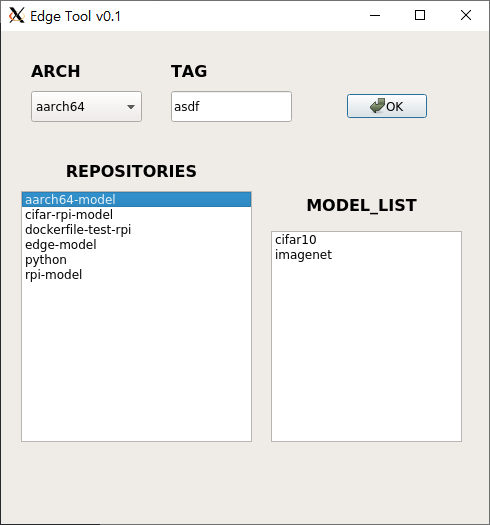 Edge Tool v0.1
ARCH
TAG
aarch64
asdf
OK
REPOSITORIES
aarch64-model
cifar-rpi-model
dockerfile-test-rpi
edge-model
python
rpi-model
MODEL_LIST
cifar10
imagenet